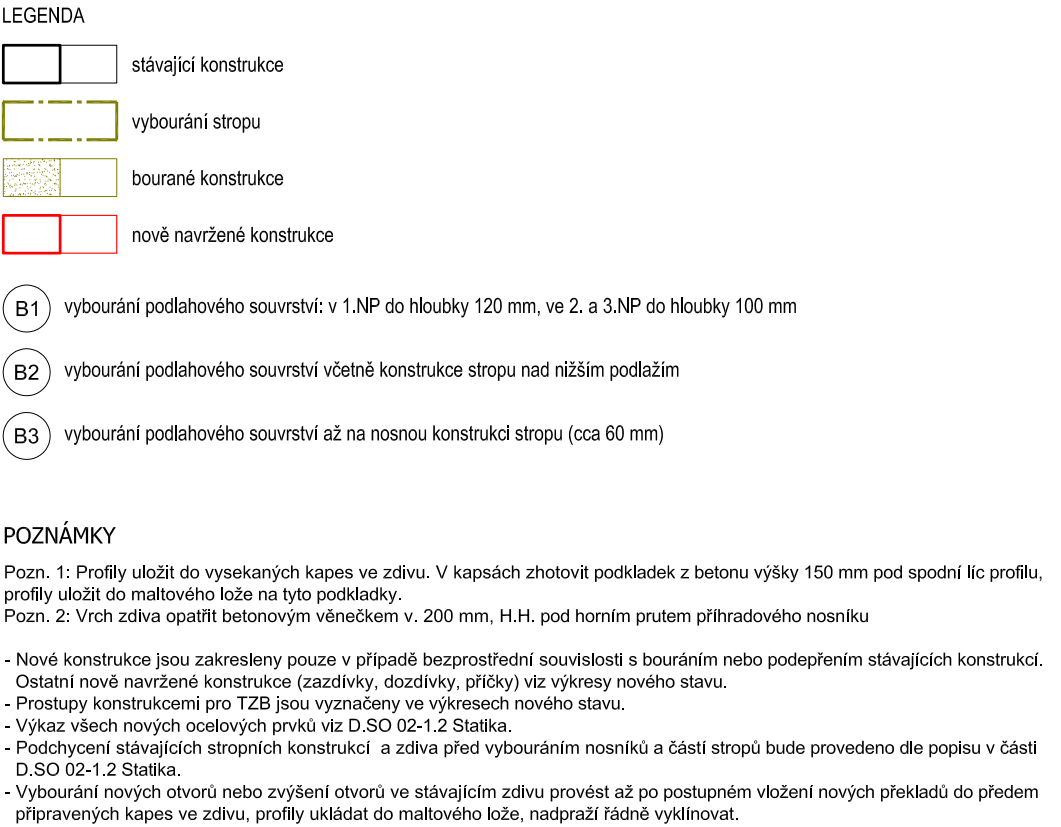 LEGENDA
stávající konstrukce
vybourání stropu
bourané konstrukce
nově navržené konstrukce
B1 vybourání podlahového souvrství: v 1.NP do hloubky 120 mm, ve 2. a 3.NP do hloubky 100 mm
B2 vybourání podlahového souvrství včetně konstrukce stropu nad nižším podlažím
B3 vybourání podlahového souvrství až na nosnou konstrukci stropu (cca 60 mm)
POZNÁMKY
Pozn. 1: Profily uložit do vysekaných kapes ve zdivu. V kapsách zhotovit podkladek z betonu výšky 150 mm pod spodní líc profilu,
profily uložit do maltového lože na tyto podkladky.
Pozn. 2: Vrch zdiva opatřit betonovým věnečkem v. 200 mm, H.H. pod horním prutem příhradového nosníku
- Nové konstrukce jsou zakresleny pouze v případě bezprostřední souvislosti s bouráním nebo podepřením stávajících konstrukcí.
Ostatní nově navržené konstrukce (zazdívky, dozdívky, příčky) viz výkresy nového stavu.
- Prostupy konstrukcemi pro TZB jsou vyznačeny ve výkresech nového stavu.
- Výkaz všech nových ocelových prvků viz D.SO 02-1.2 Statika.
- Podchycení stávajících stropních konstrukcí a zdiva před vybouráním nosníků a částí stropů bude provedeno dle popisu v části
D.SO 02-1.2 Statika.
- Vybourání nových otvorů nebo zvýšení otvorů ve stávajícím zdivu provést až po postupném vložení nových překladů do předem
připravených kapes ve zdivu, profily ukládat do maltového lože, nadpraží řádně vyklínovat.